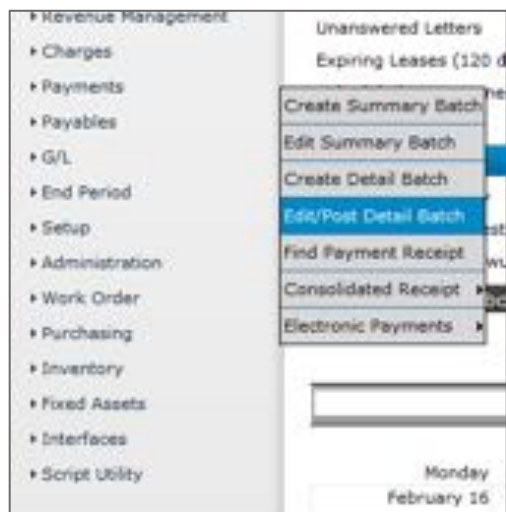 Revenue Management
Charges
Payments
Payables
G/L
End Period
Setup
Administration
Work Order
Purchasing
Inventory
Fixed Assets
Interfaces
Script Utility
Create Summary Batch
Edit Summary Batch
Create Detail Batch
Edit/Post Detail Batch
Find Payment Receipt
Consolidated Receipt
Electronic Payments
Unanswered Letters
Expiring Leases (120 d
Monday
February 16